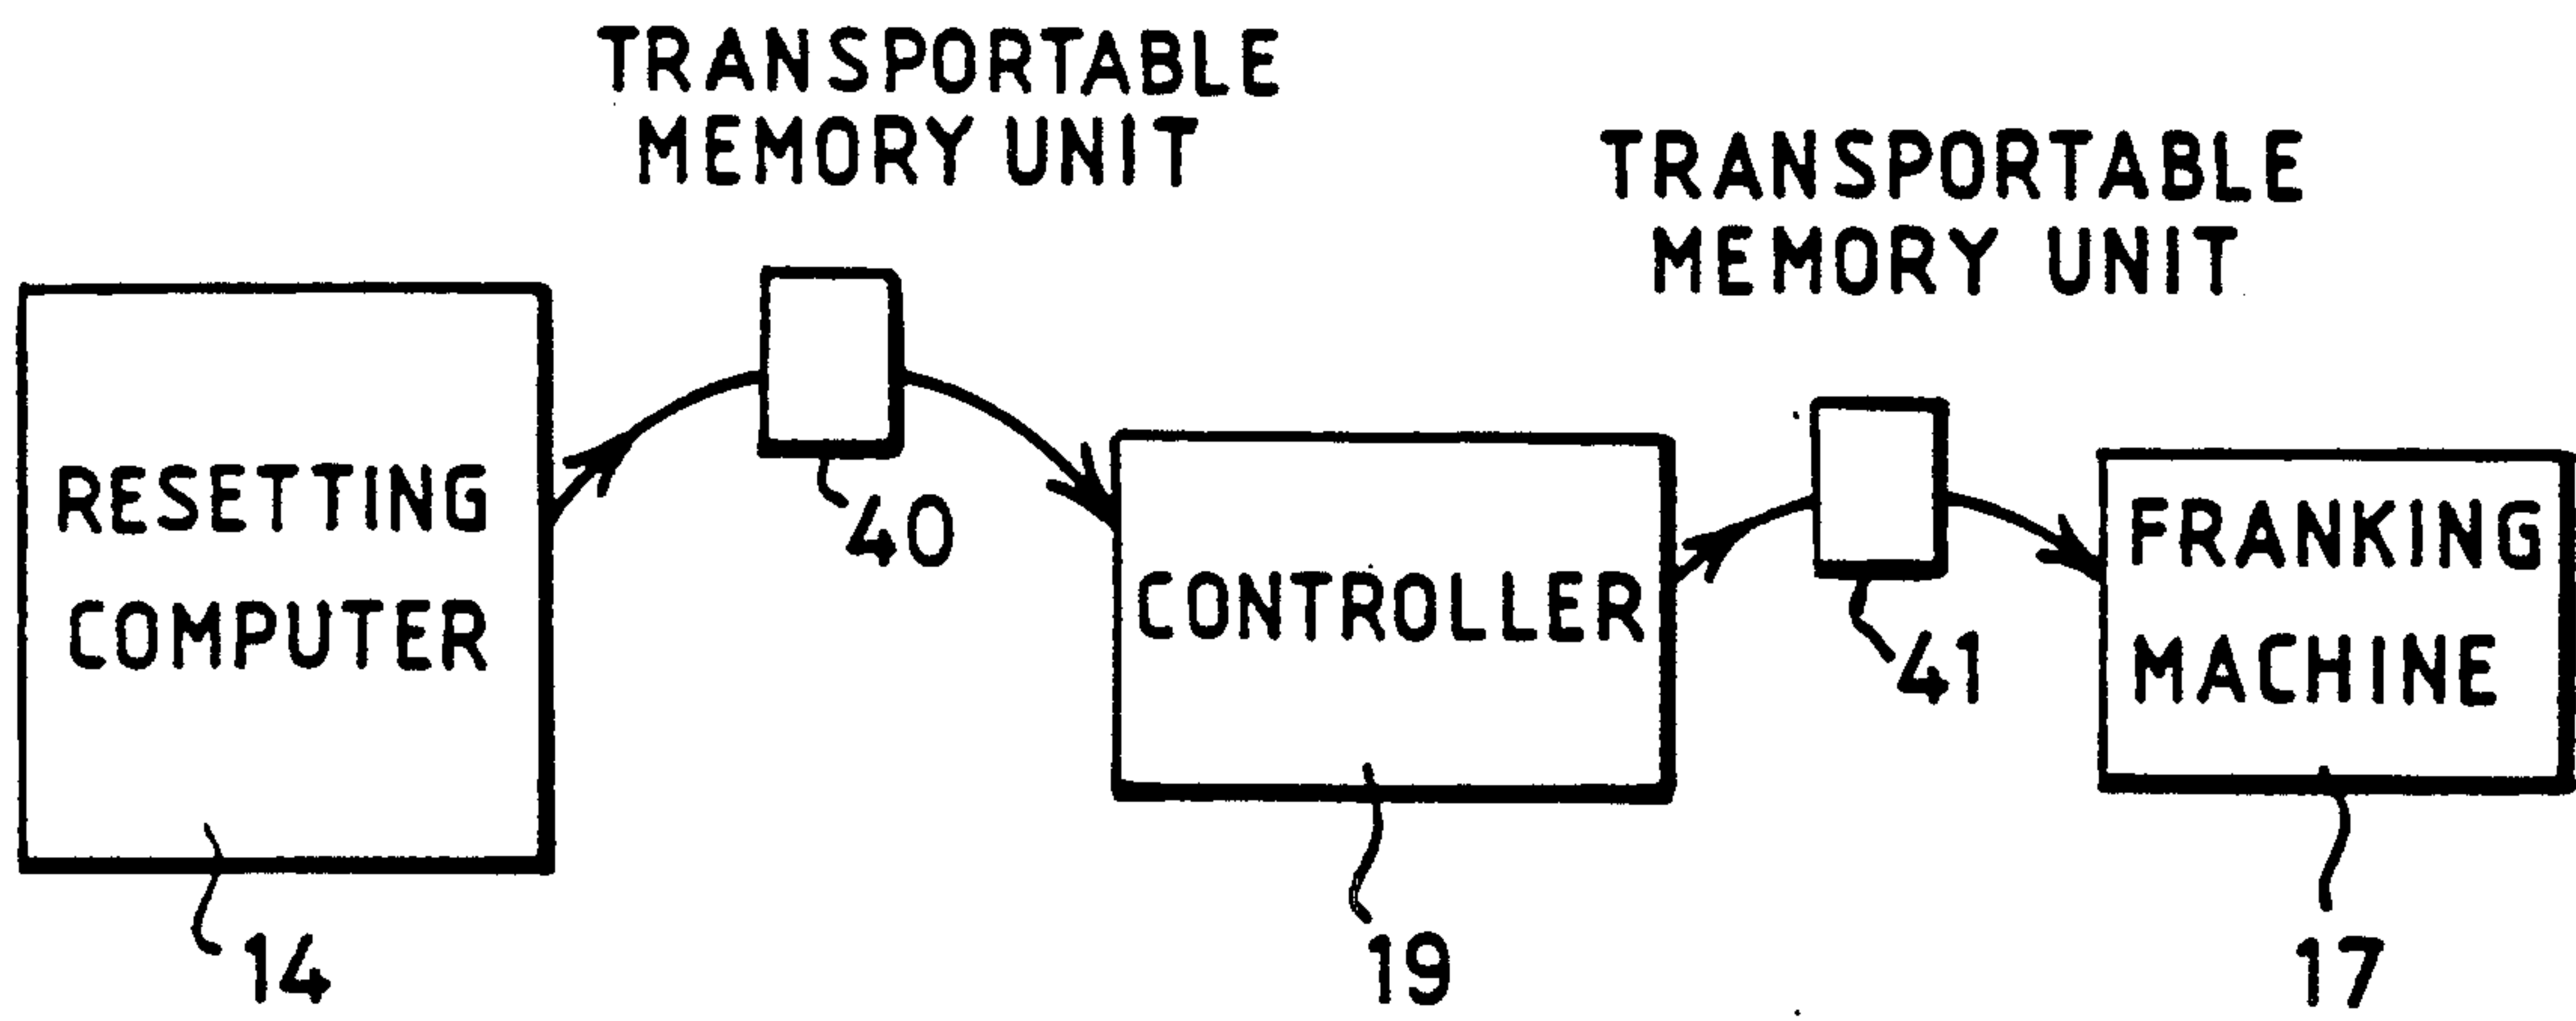 TRANSPORTABLE
MEMORY UNIT
TRANSPORTABLE
MEMORY UNIT
RESETTING
COMPUTER
40
CONTROLLER
41
FRANKING
MACHINE
14
19
17